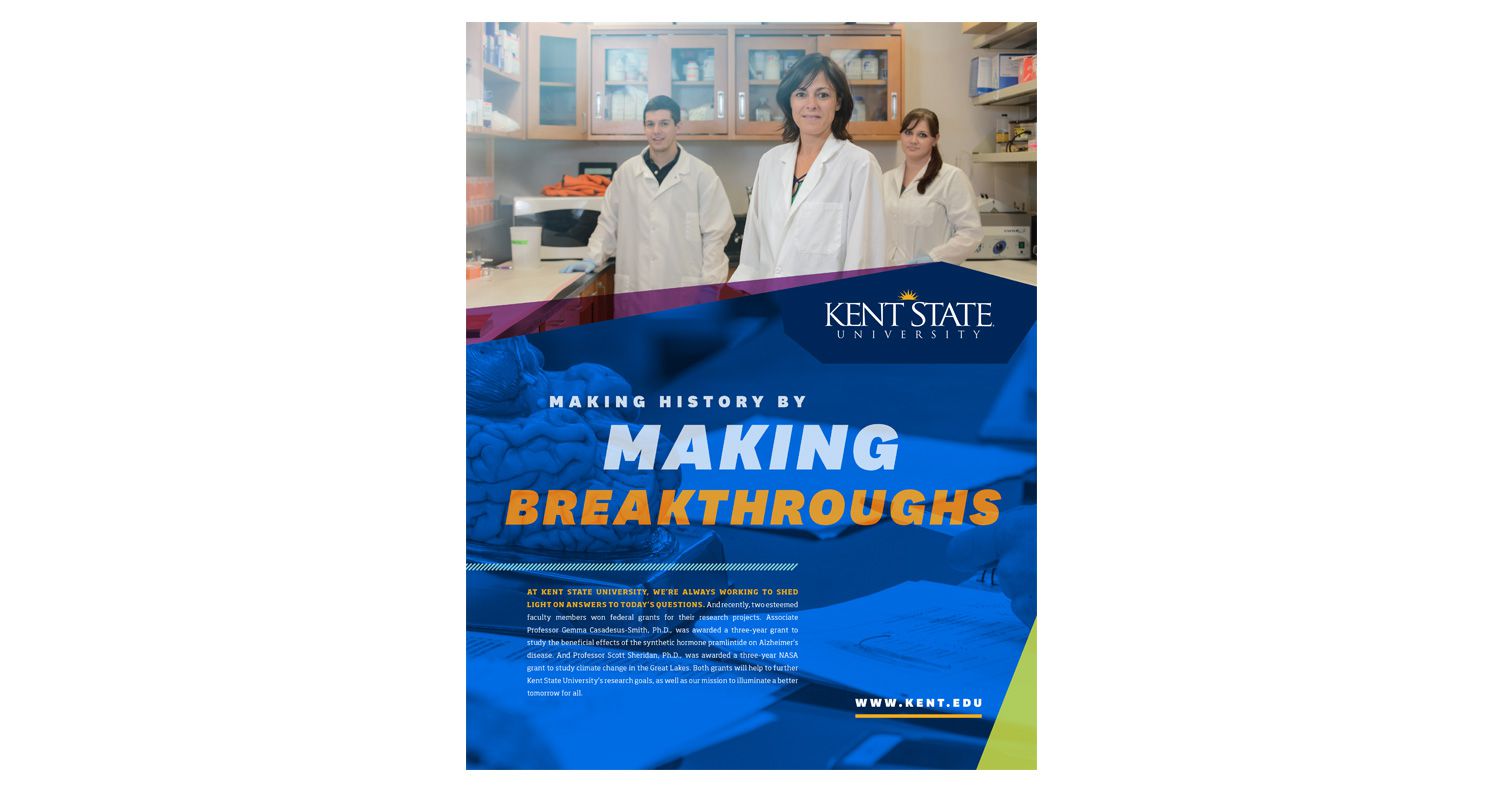 KENT STATE
UNIVERSITY
MAKING HISTORY BY
MAKING
BREAKTHROUGHS
AT KENT STATE UNIVERSITY, WE'RE ALWAYS WORKING TO SHED
LIGHT ON ANSWERS TO TODAY'S QUESTIONS. And recently, two esteemed
faculty members won federal grants for their research projects. Associate
Professor Gemma Casadesus-Smith, Ph.D., was awarded a three-year grant to
study the beneficial effects of the synthetic hormone pramlintide on Alzheimer's
disease. And Professor Scott Sheridan, Ph.D., was awarded a three-year NASA
grant to study climate change in the Great Lakes. Both grants will help to further
Kent State University's research goals, as well as our mission to illuminate a better
tomorrow for all.
WWW.KENT.EDU